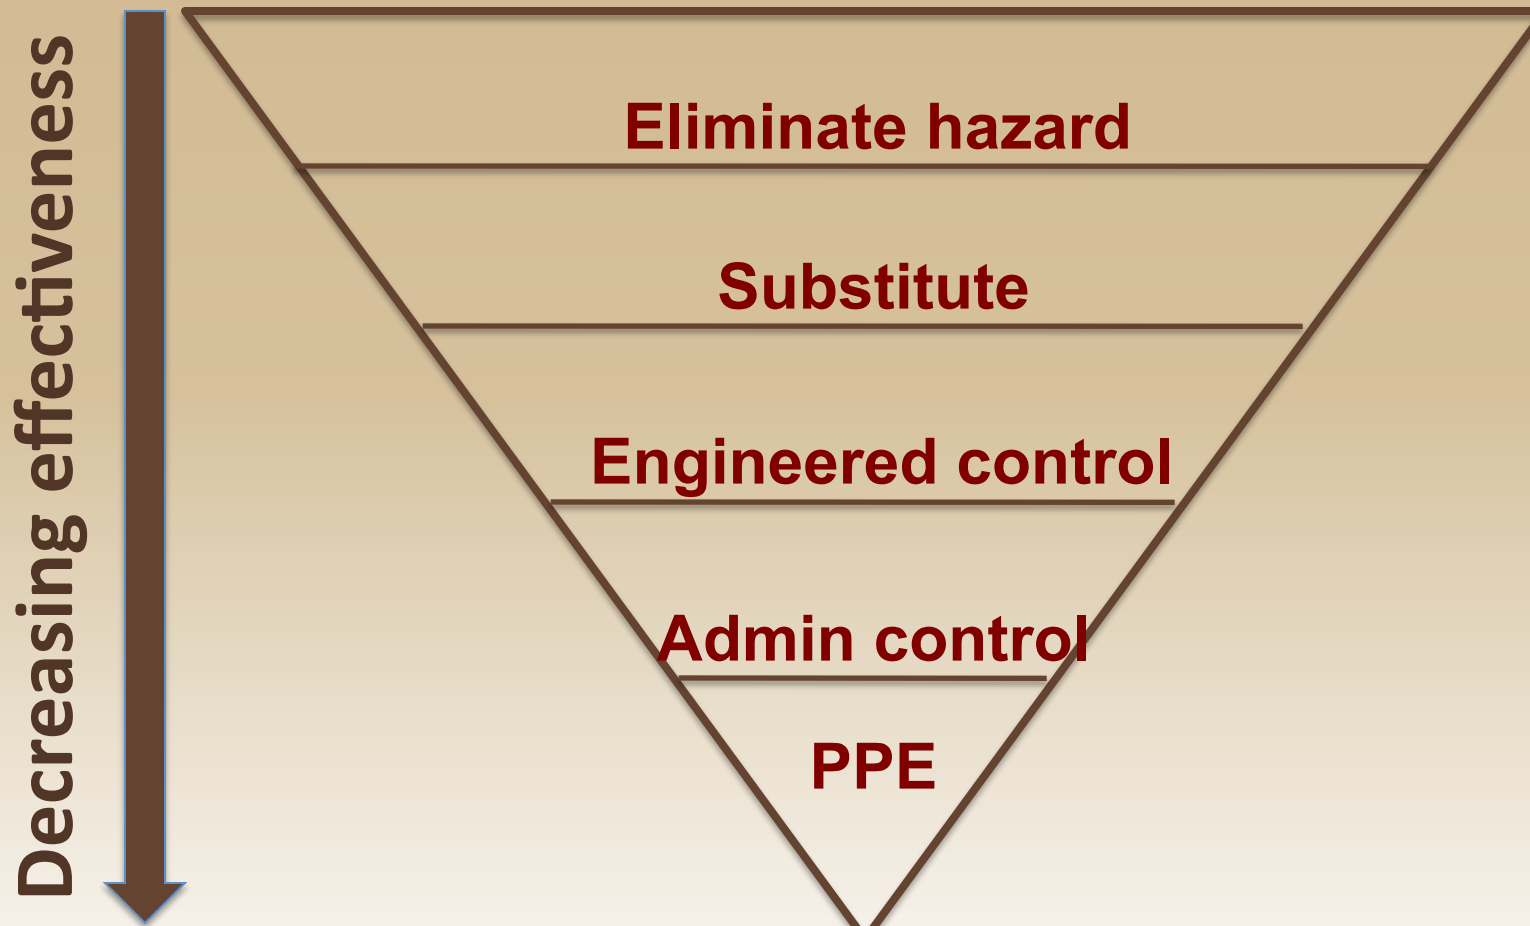 Decreasing effectiveness
Eliminate hazard
Substitute
Engineered control
Admin control
PPE